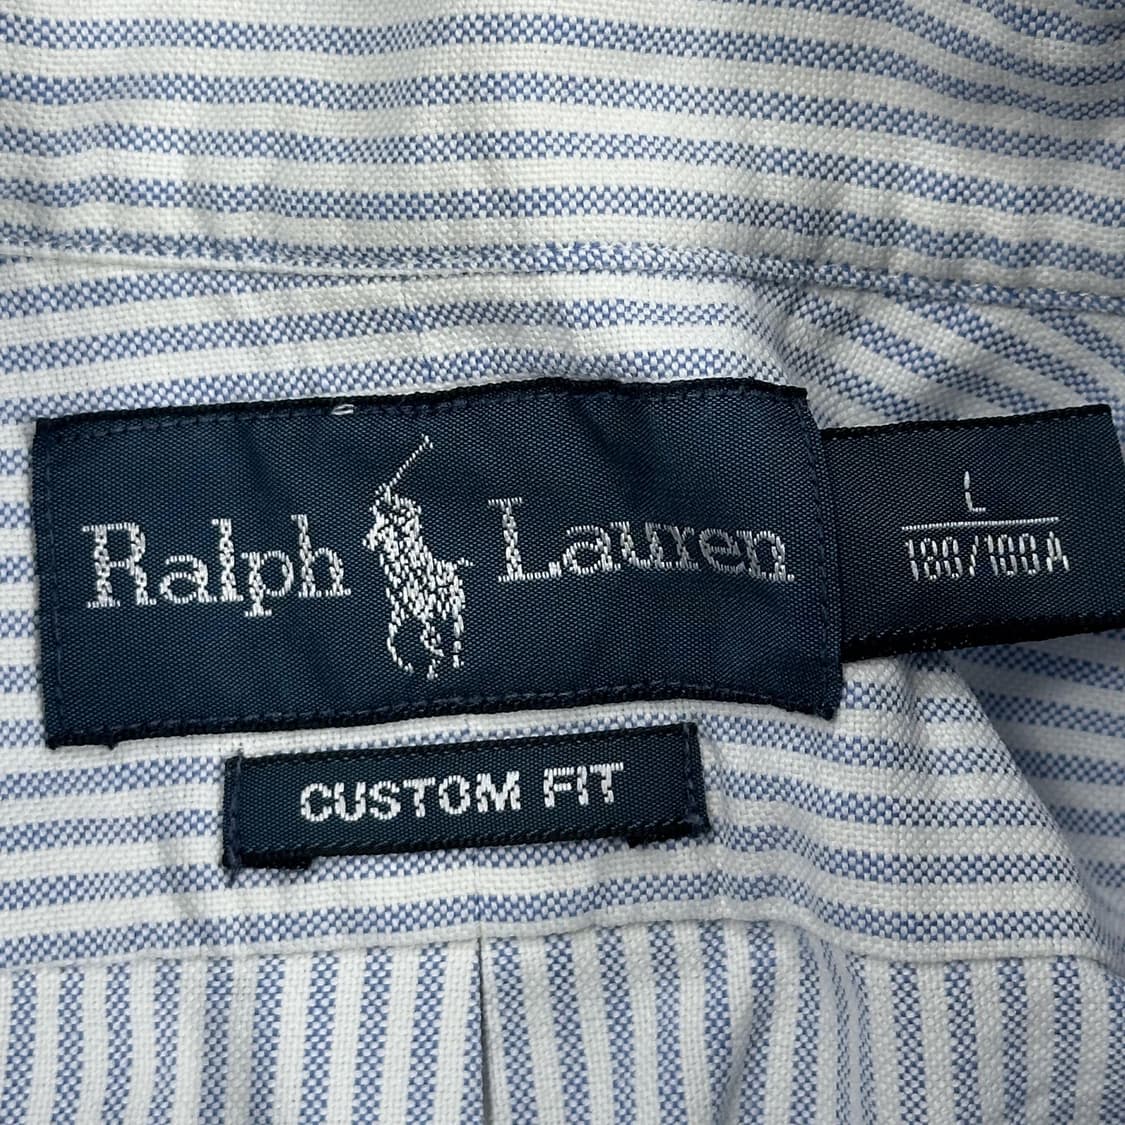 Ralph Lauren
L
180/100A
CUSTOM FIT